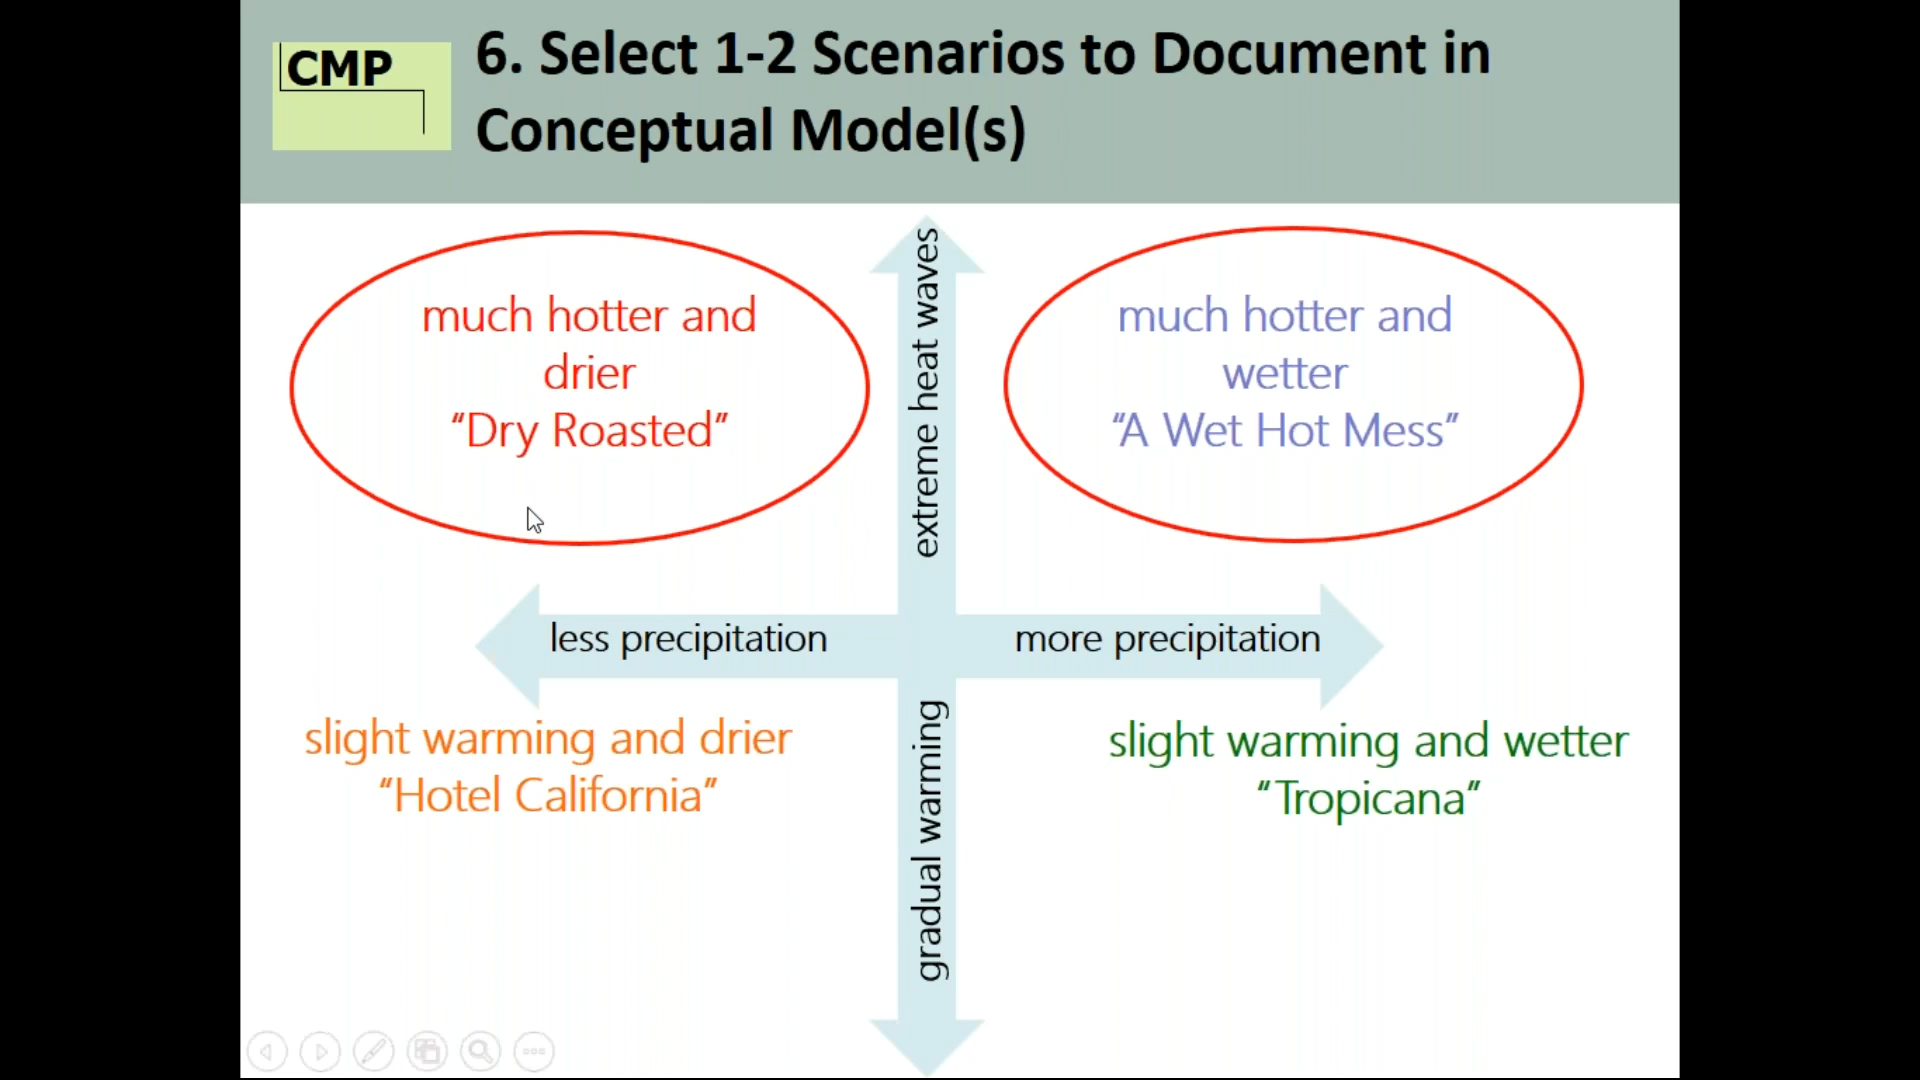 CMP
6. Select 1-2 Scenarios to Document in
Conceptual Model(s)
much hotter and
drier
“Dry Roasted”
extreme heat waves
much hotter and
wetter
“A Wet Hot Mess”
less precipitation
more precipitation
slight warming and drier
“Hotel California”
gradual warming
slight warming and wetter
“Tropicana”